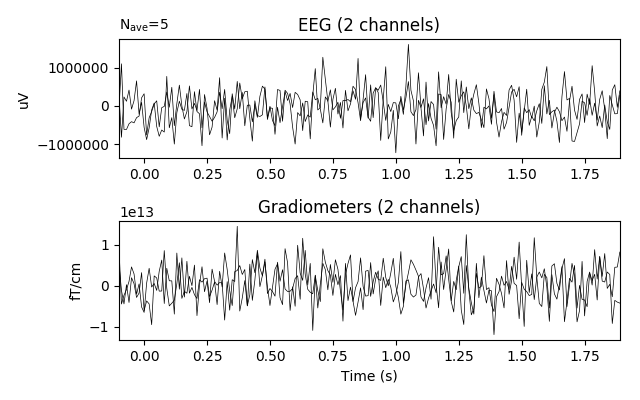 N_ave=5
EEG (2 channels)
uV
1000000
0
−1000000
0.00 0.25 0.50 0.75 1.00 1.25 1.50 1.75
1e13
Gradiometers (2 channels)
fT/cm
1
0
−1
0.00 0.25 0.50 0.75 1.00 1.25 1.50 1.75
Time (s)